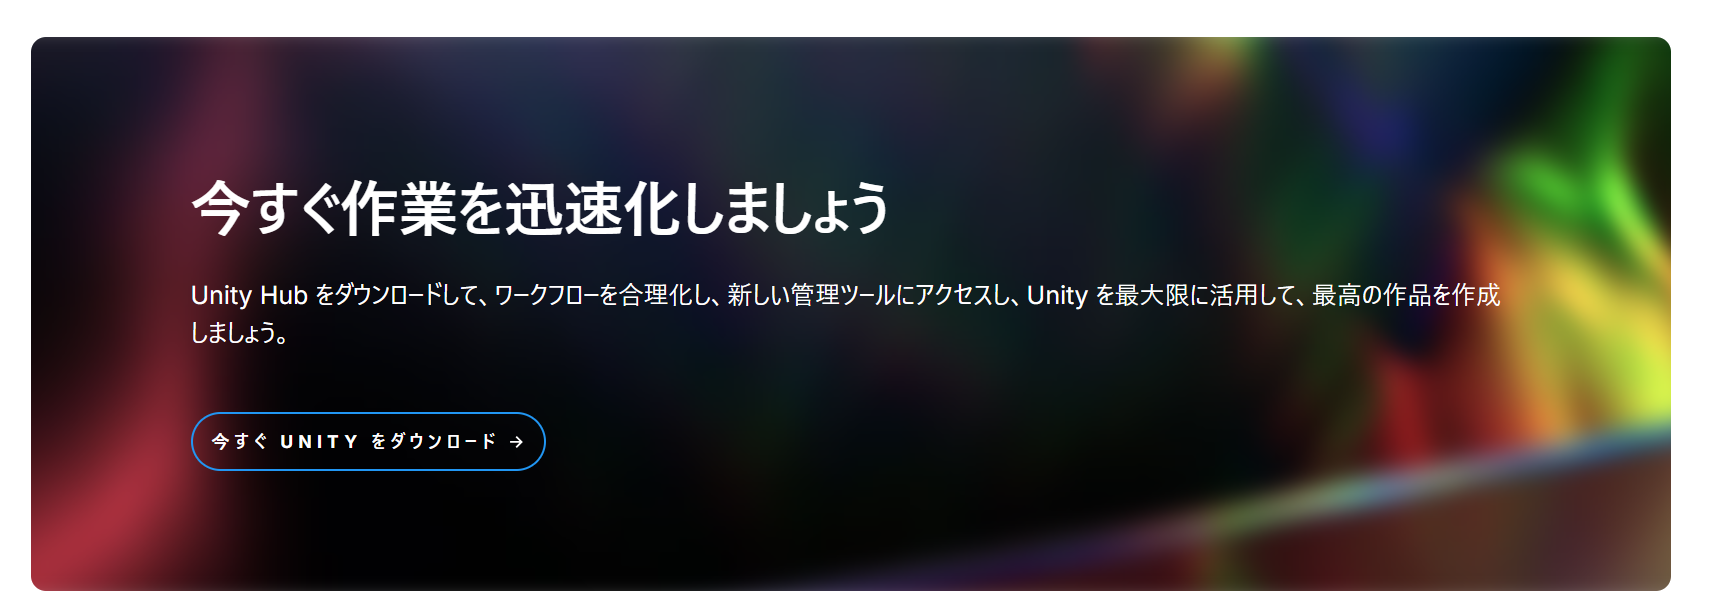 今すぐ作業を迅速化しましょう
Unity Hub をダウンロードして、ワークフローを合理化し、新しい管理ツールにアクセスし、Unity を最大限に活用して、最高の作品を作成
しましょう。
今すぐ UNITY をダウンロード →